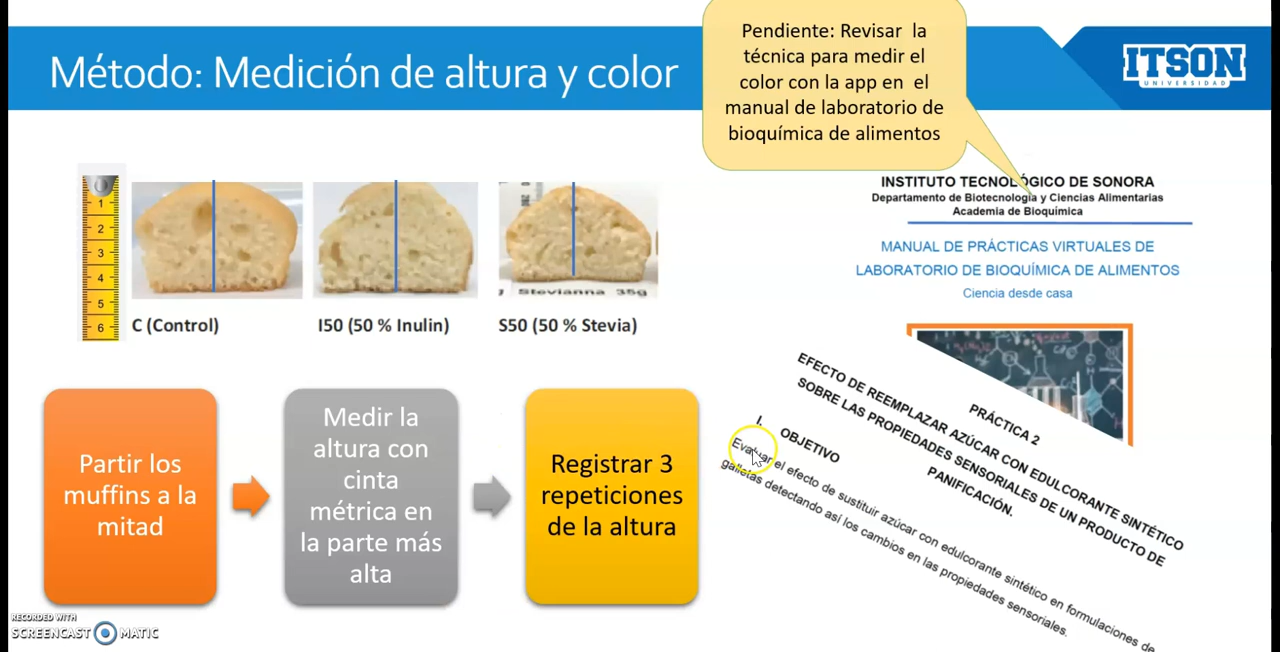 Método: Medición de altura y color
Pendiente: Revisar la
técnica para medir el
color con la app en el
manual de laboratorio de
bioquímica de alimentos
ITSON
UNIVERSIDAD
1
2
3
4
5
6
Stevianna 35g
C (Control)
I50 (50 % Inulin)
S50 (50 % Stevia)
INSTITUTO TECNOLÓGICO DE SONORA
Departamento de Biotecnología y Ciencias Alimentarias
Academia de Bioquímica
MANUAL DE PRÁCTICAS VIRTUALES DE
LABORATORIO DE BIOQUÍMICA DE ALIMENTOS
Ciencia desde casa
PRÁCTICA 2
EFECTO DE REEMPLAZAR AZÚCAR CON EDULCORANTE SINTÉTICO
SOBRE LAS PROPIEDADES SENSORIALES DE UN PRODUCTO DE
PANIFICACIÓN.
I. OBJETIVO
Evaluar el efecto de sustituir azúcar con edulcorante sintético en formulaciones de
galletas detectando así los cambios en las propiedades sensoriales.
Partir los
muffins a la
mitad
Medir la
altura con
cinta
métrica en
la parte más
alta
Registrar 3
repeticiones
de la altura
RECORDED WITH
SCREENCAST MATIC